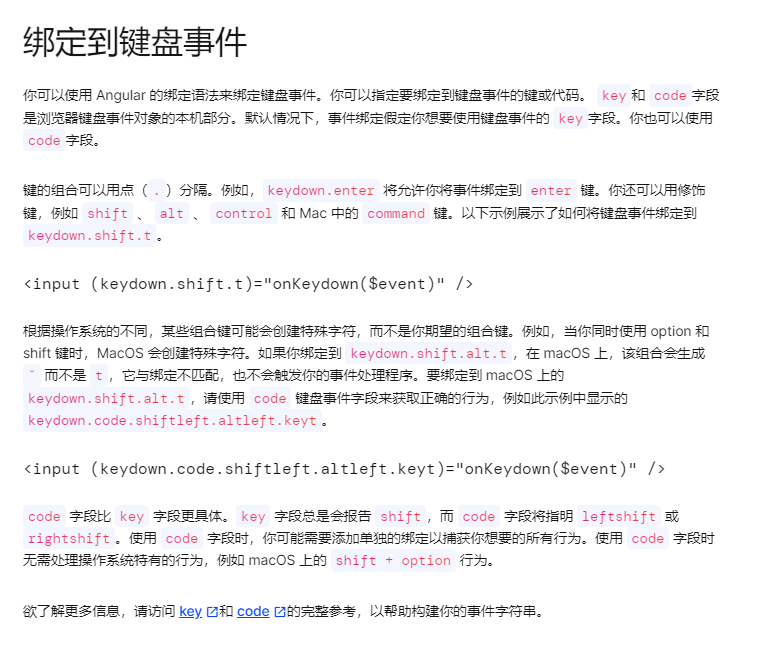 绑定到键盘事件
你可以使用 Angular 的绑定语法来绑定键盘事件。你可以指定要绑定到键盘事件的键或代码。 key 和 code 字段
是浏览器键盘事件对象的本机部分。默认情况下，事件绑定假定你想要使用键盘事件的 key 字段。你也可以使用
code 字段。
键的组合可以用点（ . ）分隔。例如， keydown.enter 将允许你将事件绑定到 enter 键。你还可以用修饰
键，例如 shift 、 alt 、 control 和 Mac 中的 command 键。以下示例展示了如何将键盘事件绑定到
keydown.shift.t 。
<input (keydown.shift.t)="onKeydown($event)" />
根据操作系统的不同，某些组合键可能会创建特殊字符，而不是你期望的组合键。例如，当你同时使用 option 和
shift 键时，MacOS 会创建特殊字符。如果你绑定到 keydown.shift.alt.t ，在 macOS 上，该组合会生成
ˇ 而不是 t ，它与绑定不匹配，也不会触发你的事件处理程序。要绑定到 macOS 上的
keydown.shift.alt.t ，请使用 code 键盘事件字段来获取正确的行为，例如此示例中显示的
keydown.code.shiftleft.altleft.keyt 。
<input (keydown.code.shiftleft.altleft.keyt)="onKeydown($event)" />
code 字段比 key 字段更具体。 key 字段总是会报告 shift ，而 code 字段将指明 leftshift 或
rightshift 。使用 code 字段时，你可能需要添加单独的绑定以捕获你想要的所有行为。使用 code 字段时
无需处理操作系统特有的行为，例如 macOS 上的 shift + option 行为。
欲了解更多信息，请访问 key 和 code 的完整参考，以帮助构建你的事件字符串。